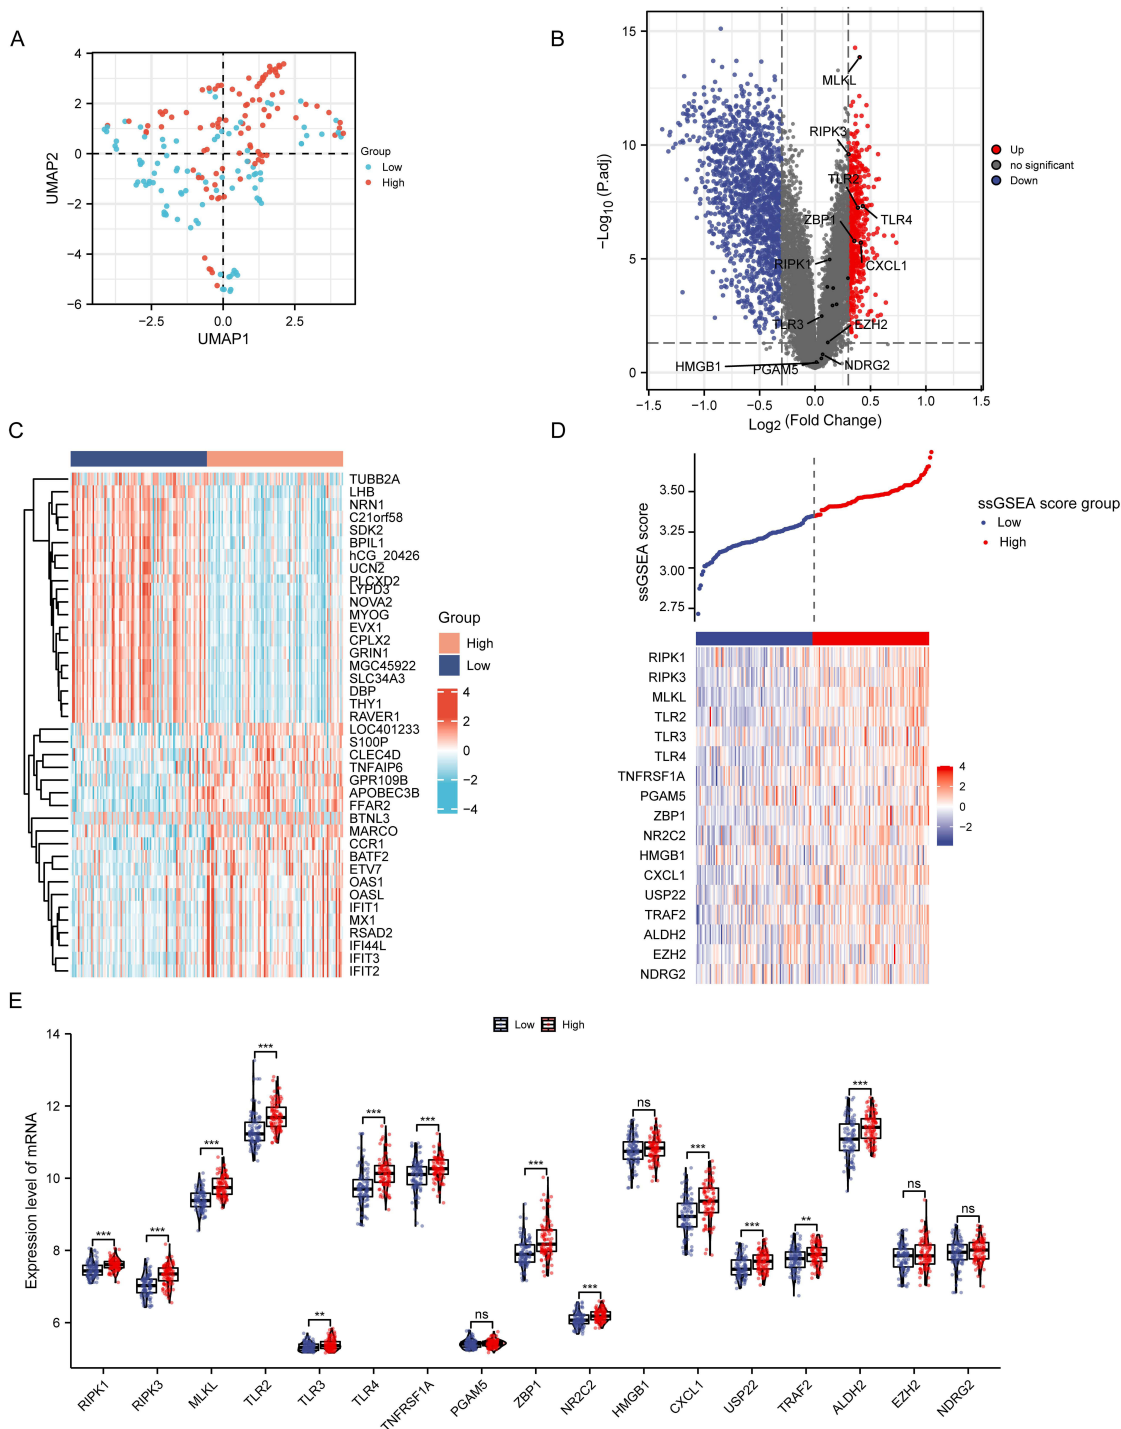 A
4
2
0
−2
−4
−6
UMAP2
−2.5
0.0
2.5
UMAP1
Group
Low
High
B
15
10
5
0
−Log10 (P.adj)
MLKL
RIPK3
TLR2
ZBP1
TLR4
RIPK1
CXCL1
TLR3
EZH2
HMGB1
PGAM5
NDRG2
−1.5
−1.0
−0.5
0.0
0.5
1.0
1.5
Log2 (Fold Change)
Up
no significant
Down
C
TUBB2A
LHB
NRN1
C21orf58
SDK2
BPIL1
hCG_20426
UCN2
PLCXD2
LYPD3
NOVA2
MYOG
EVX1
CPLX2
GRIN1
MGC45922
SLC34A3
DBP
THY1
RAVER1
LOC401233
S100P
CLEC4D
TNFAIP6
GPR109B
APOBEC3B
FFAR2
BTNL3
MARCO
CCR1
BATF2
ETV7
OAS1
OASL
IFIT1
MX1
RSAD2
IFI44L
IFIT3
IFIT2
Group
High
Low
4
2
0
−2
−4
D
3.50
3.25
3.00
2.75
ssGSEA score
ssGSEA score group
Low
High
RIPK1
RIPK3
MLKL
TLR2
TLR3
TLR4
TNFRSF1A
PGAM5
ZBP1
NR2C2
HMGB1
CXCL1
USP22
TRAF2
ALDH2
EZH2
NDRG2
4
2
0
−2
E
Low
High
14
12
10
8
6
Expression level of mRNA
***
***
***
***
**
***
***
ns
***
***
ns
***
***
**
***
ns
ns
RIPK1
RIPK3
MLKL
TLR2
TLR3
TLR4
TNFRSF1A
PGAM5
ZBP1
NR2C2
HMGB1
CXCL1
USP22
TRAF2
ALDH2
EZH2
NDRG2